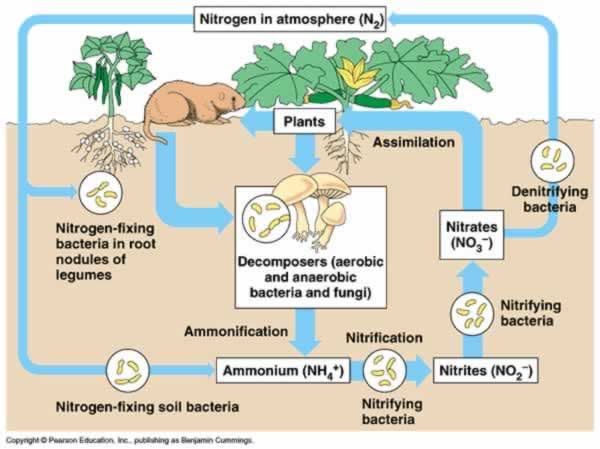 Nitrogen in atmosphere (N₂)
Plants
Assimilation
Denitrifying
bacteria
Nitrogen-fixing
bacteria in root
nodules of
legumes
Nitrates
(NO₃⁻)
Decomposers (aerobic
and anaerobic
bacteria and fungi)
Nitrifying
bacteria
Ammonification
Nitrification
Ammonium (NH₄⁺)
Nitrites (NO₂⁻)
Nitrogen-fixing soil bacteria
Nitrifying
bacteria
Copyright © Pearson Education, Inc., publishing as Benjamin Cummings.